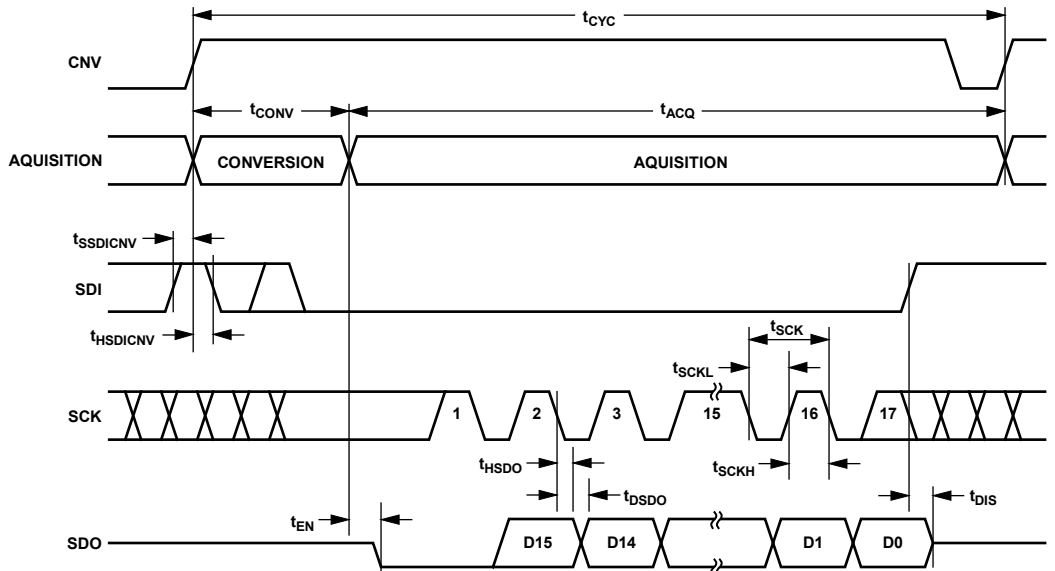 tCYC
CNV
tCONV
tACQ
AQUISITION
CONVERSION
AQUISITION
tSSDICNV
SDI
tHSDICNV
tSCK
tSCKL
SCK
1
2
3
15
16
17
tHSDO
tSCKH
tDSDO
tDIS
tEN
SDO
D15
D14
D1
D0